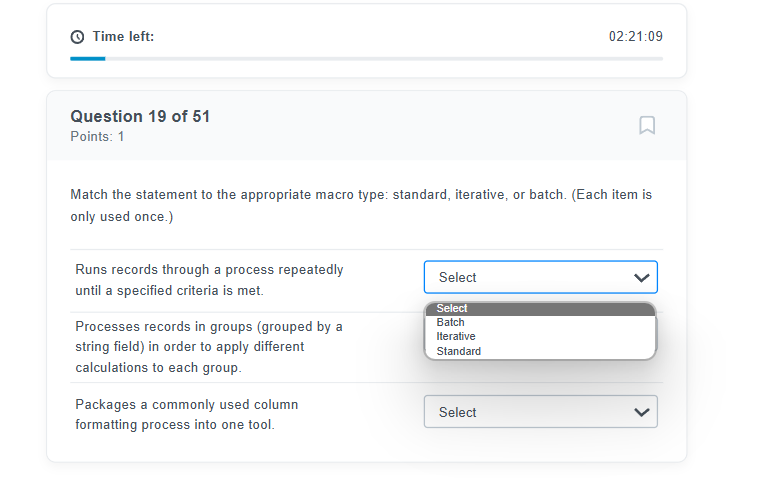 Time left:
02:21:09
Question 19 of 51
Points: 1
Match the statement to the appropriate macro type: standard, iterative, or batch. (Each item is
only used once.)
Runs records through a process repeatedly
until a specified criteria is met.
Select
Select
Batch
Iterative
Standard
Processes records in groups (grouped by a
string field) in order to apply different
calculations to each group.
Packages a commonly used column
formatting process into one tool.
Select